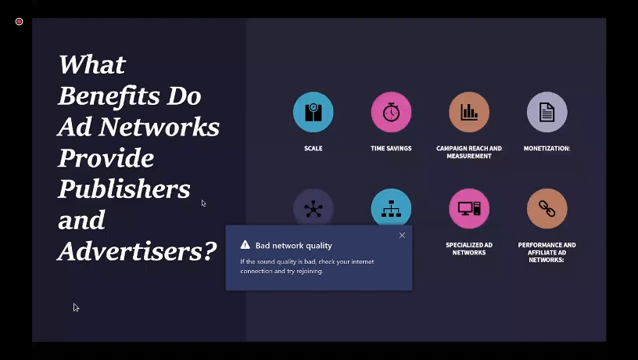 What
Benefits Do
Ad Networks
Provide
Publishers
and
Advertisers?
SCALE
TIME SAVINGS
CAMPAIGN REACH AND
MEASUREMENT
MONETIZATION:
SPECIALIZED AD
NETWORKS
PERFORMANCE AND
AFFILIATE AD
NETWORKS:
Bad network quality
If the sound quality is bad, check your internet
connection and try rejoining.